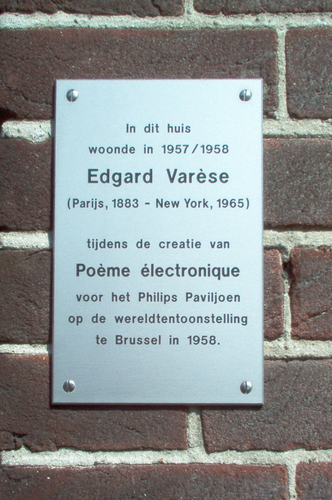 In dit huis
woonde in 1957/1958
Edgard Varèse
(Parijs, 1883 - New York, 1965)
tijdens de creatie van
Poème électronique
voor het Philips Paviljoen
op de wereldtentoonstelling
te Brussel in 1958.